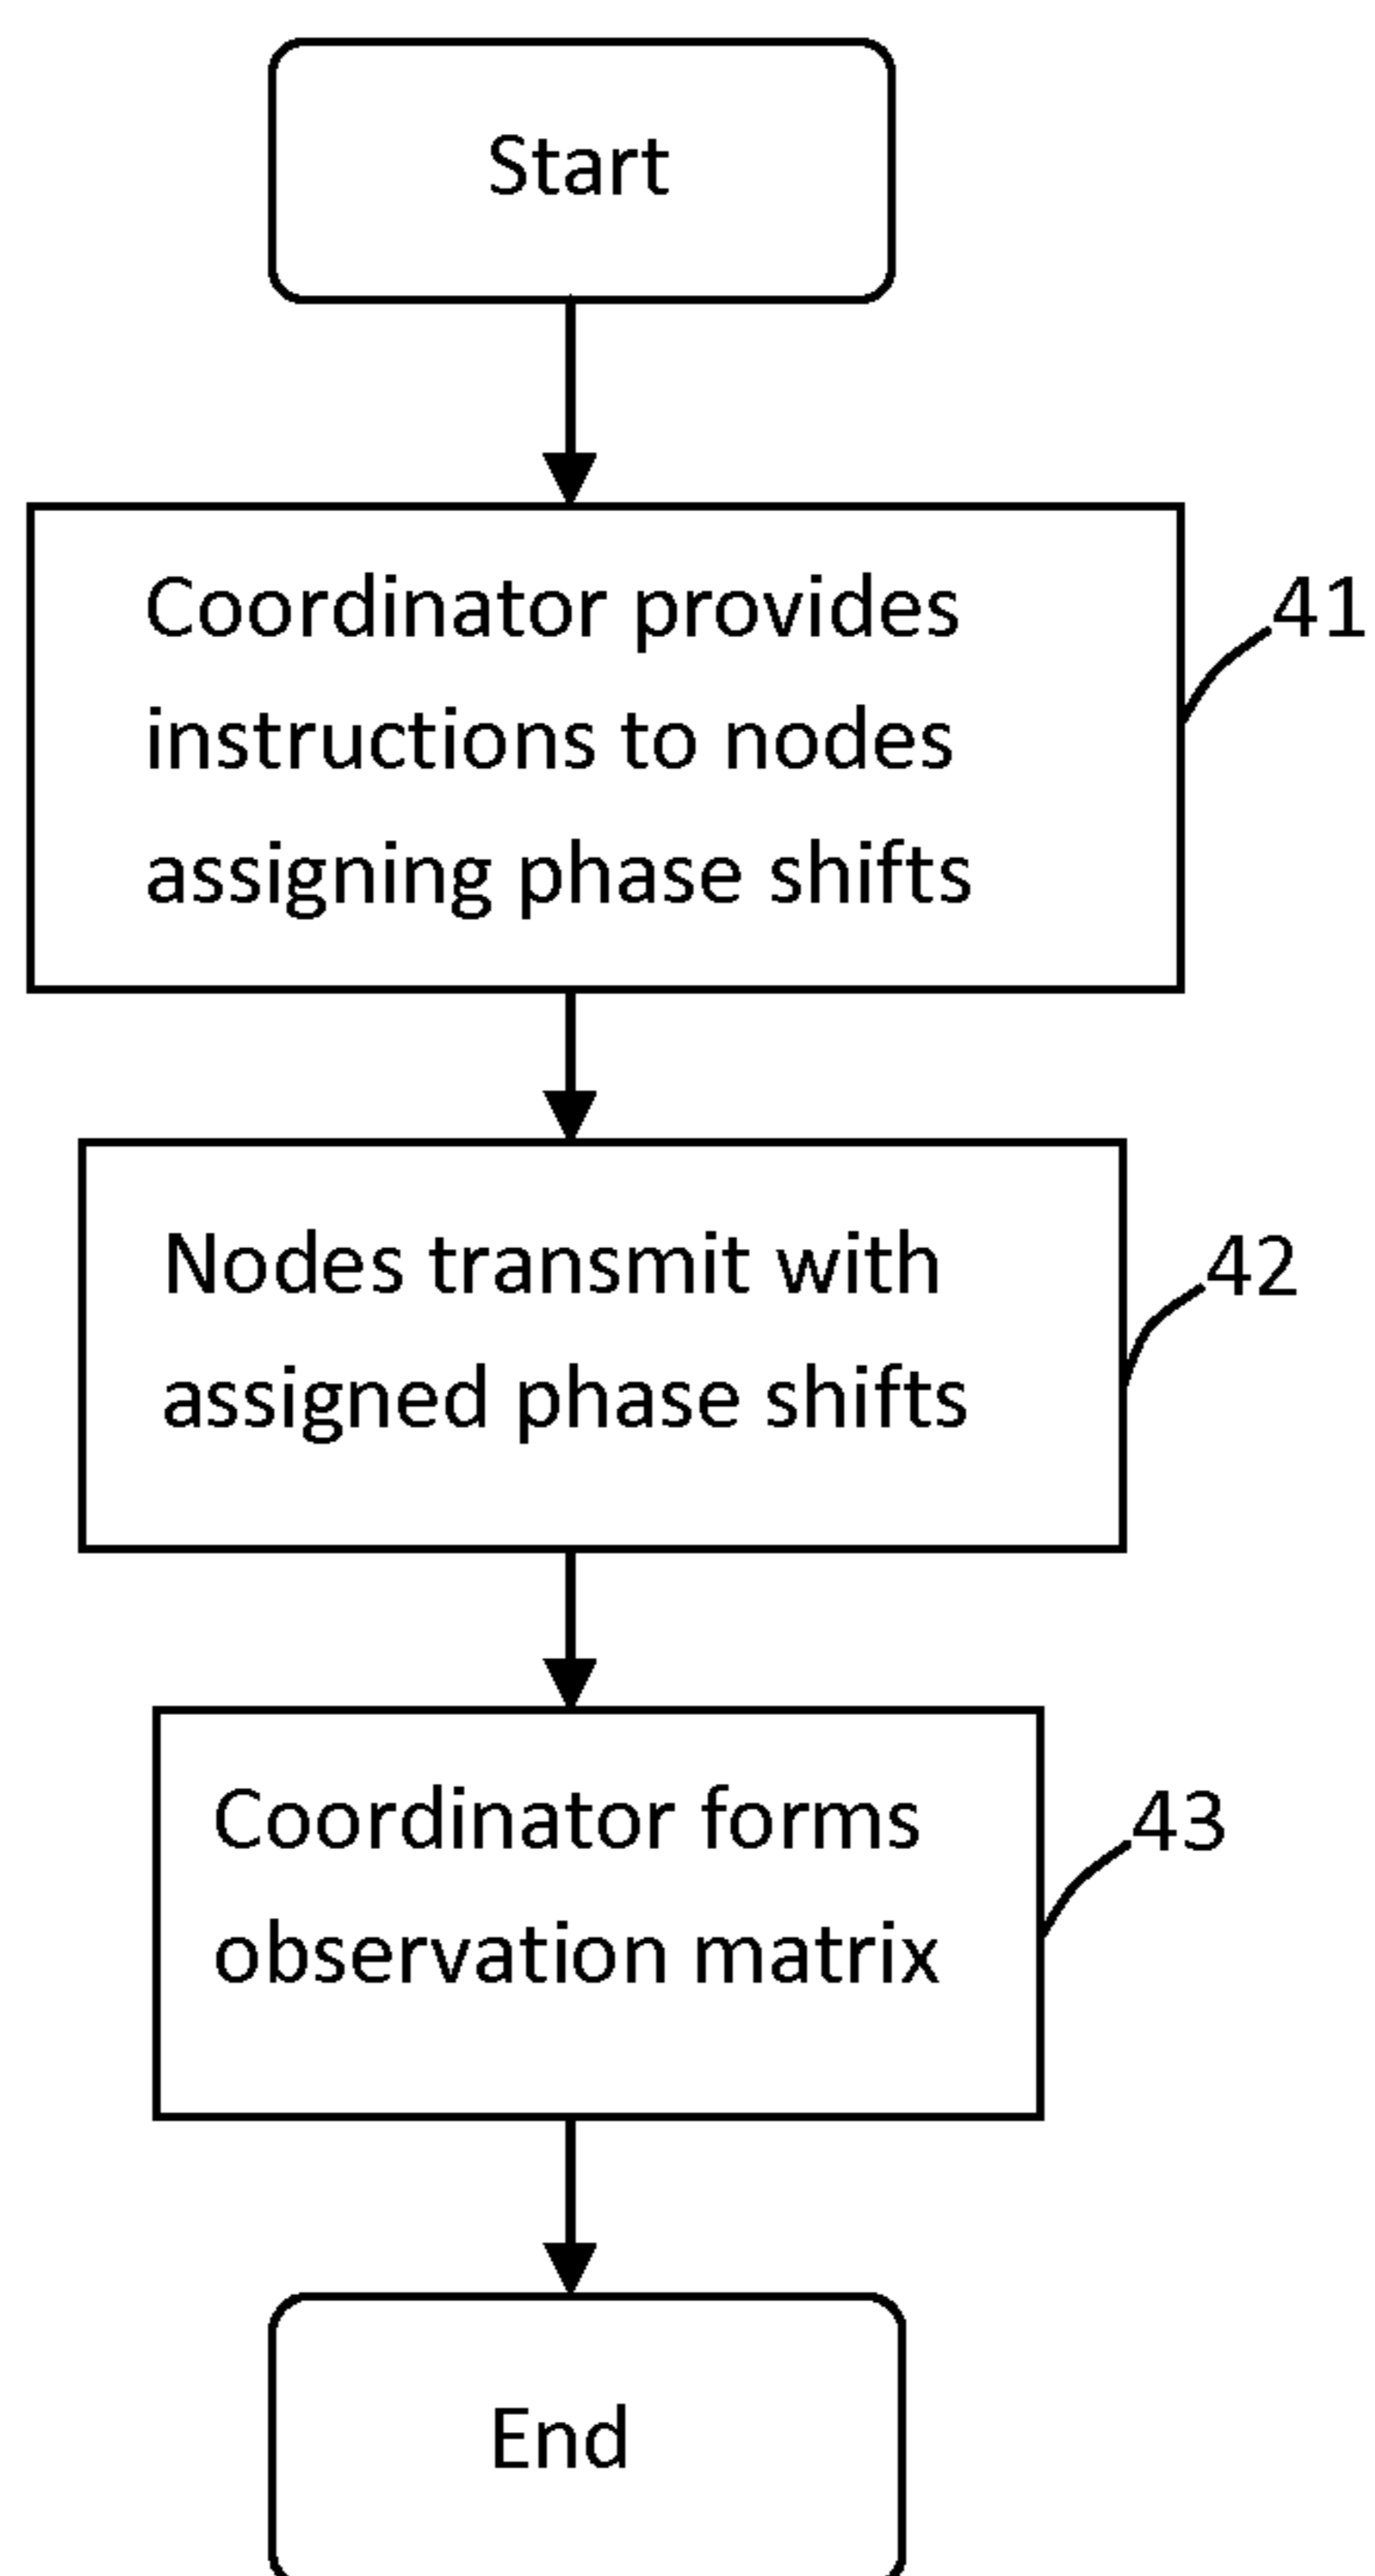 Start
Coordinator provides
instructions to nodes
assigning phase shifts
41
Nodes transmit with
assigned phase shifts
42
Coordinator forms
observation matrix
43
End